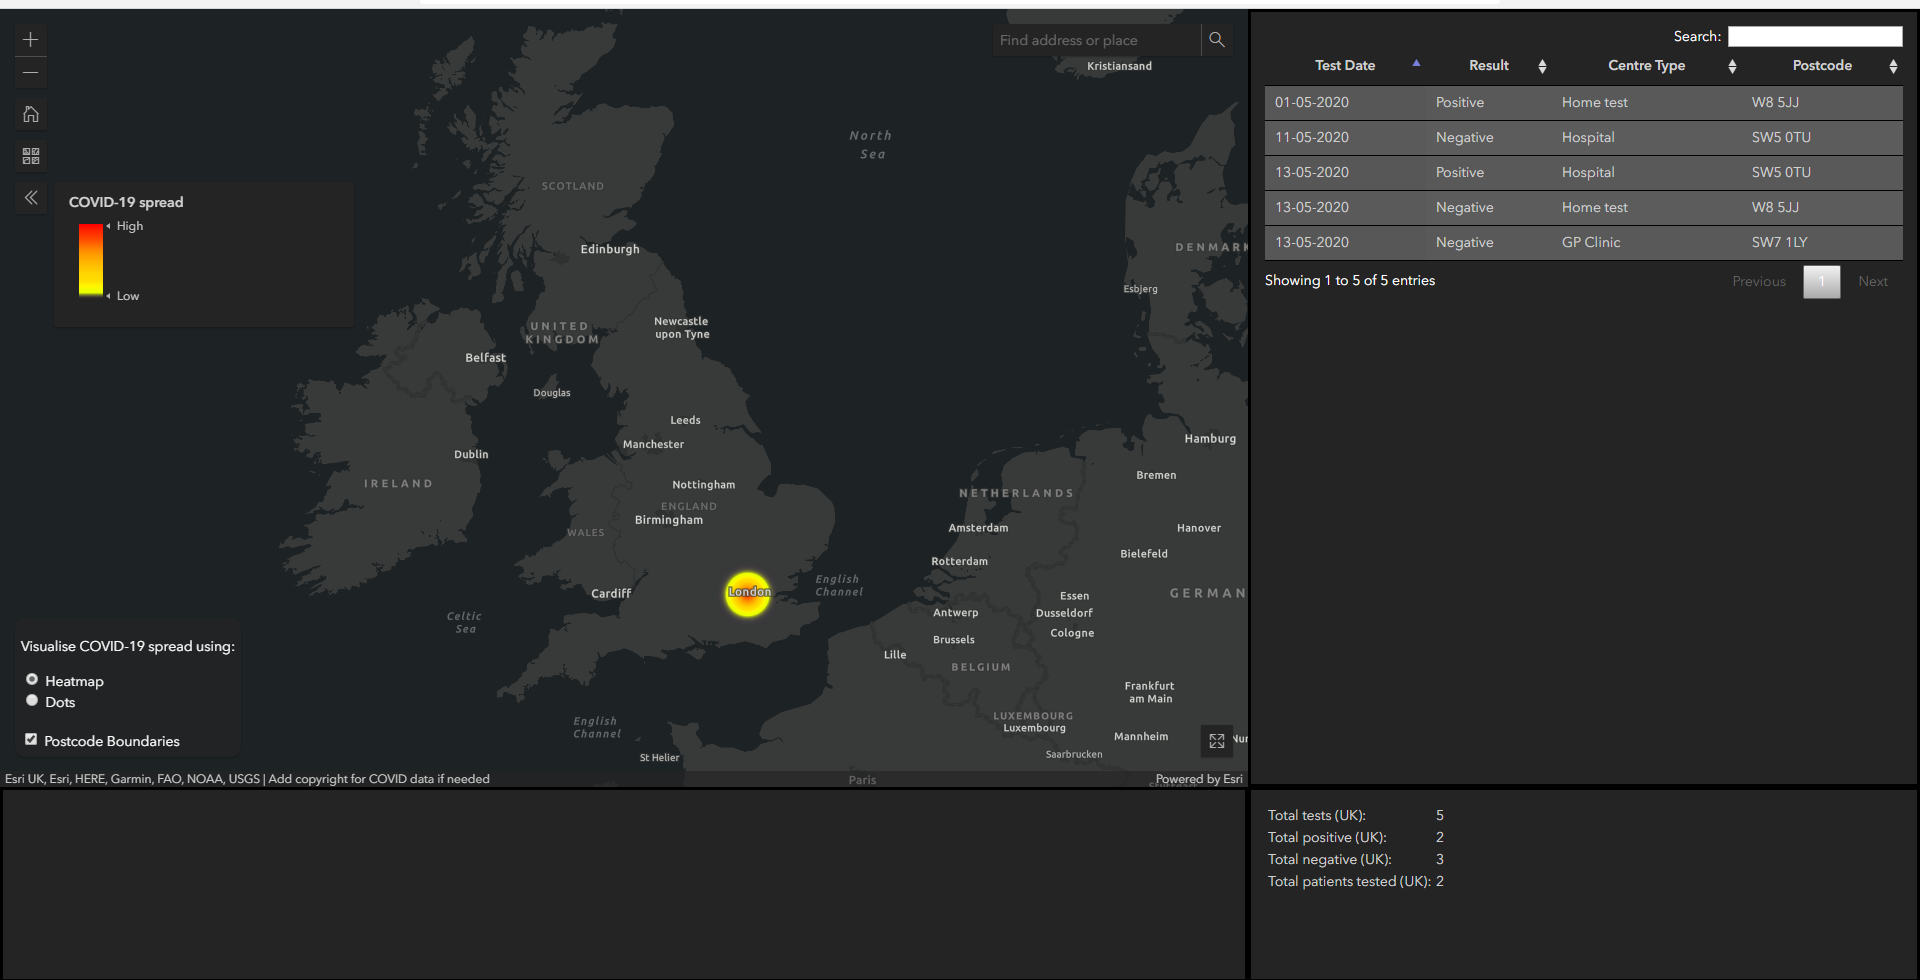 Find address or place
Kristiansand
North
Sea
SCOTLAND
COVID-19 spread
High
Low
Edinburgh
DENMARK
Esbjerg
UNITED
KINGDOM
Newcastle
upon Tyne
Belfast
Douglas
Leeds
Manchester
Hamburg
Dublin
Bremen
IRELAND
Nottingham
NETHERLANDS
ENGLAND
Birmingham
WALES
Amsterdam
Hanover
Bielefeld
Rotterdam
English
Channel
London
Cardiff
Essen
GERMAN
Celtic
Sea
Antwerp
Dusseldorf
Cologne
Brussels
Lille
BELGIUM
Visualise COVID-19 spread using:
Heatmap
Dots
Postcode Boundaries
Frankfurt
am Main
English
Channel
LUXEMBOURG
Luxembourg
Mannheim
Nur
St Helier
Saarbrucken
Paris
Esri UK, Esri, HERE, Garmin, FAO, NOAA, USGS | Add copyright for COVID data if needed
Powered by Esri
Search:
Test Date Result Centre Type Postcode
01-05-2020 Positive Home test W8 5JJ
11-05-2020 Negative Hospital SW5 0TU
13-05-2020 Positive Hospital SW5 0TU
13-05-2020 Negative Home test W8 5JJ
13-05-2020 Negative GP Clinic SW7 1LY
Showing 1 to 5 of 5 entries
Previous 1 Next
Total tests (UK): 5
Total positive (UK): 2
Total negative (UK): 3
Total patients tested (UK): 2